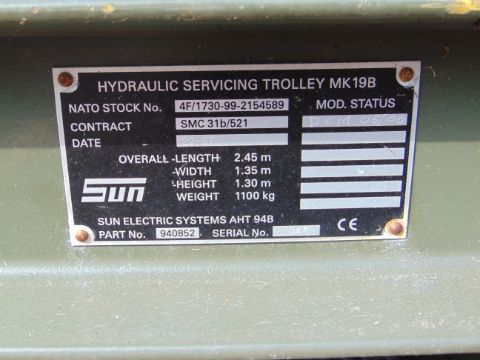 HYDRAULIC SERVICING TROLLEY MK19B
NATO STOCK No. 4F/1730-99-2154589 MOD. STATUS
CONTRACT SMC 31b/521
DATE
OVERALL -LENGTH 2.45 m
-WIDTH 1.35 m
-HEIGHT 1.30 m
WEIGHT 1100 kg
Sun
SUN ELECTRIC SYSTEMS AHT 94B
PART No. 940852 SERIAL No. CE